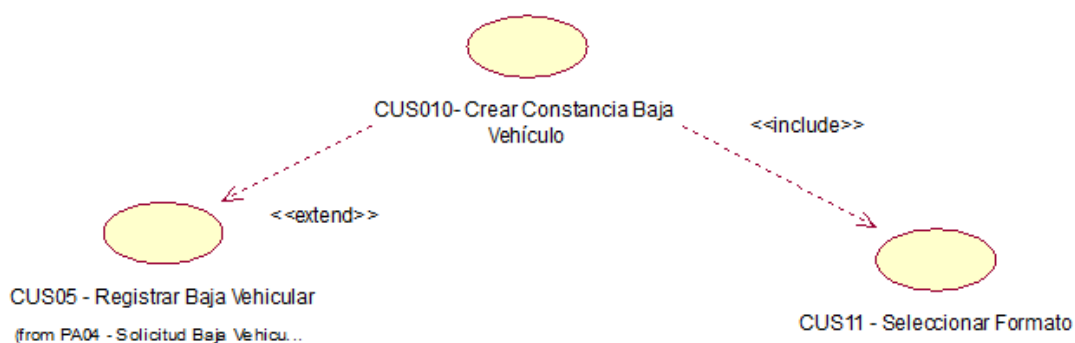 CUS010- Crear Constancia Baja
Vehículo
<<include>>
<<extend>>
CUS05 - Registrar Baja Vehicular
(from PA04 - Solicitud Baja Vehicu...
CUS11 - Seleccionar Formato